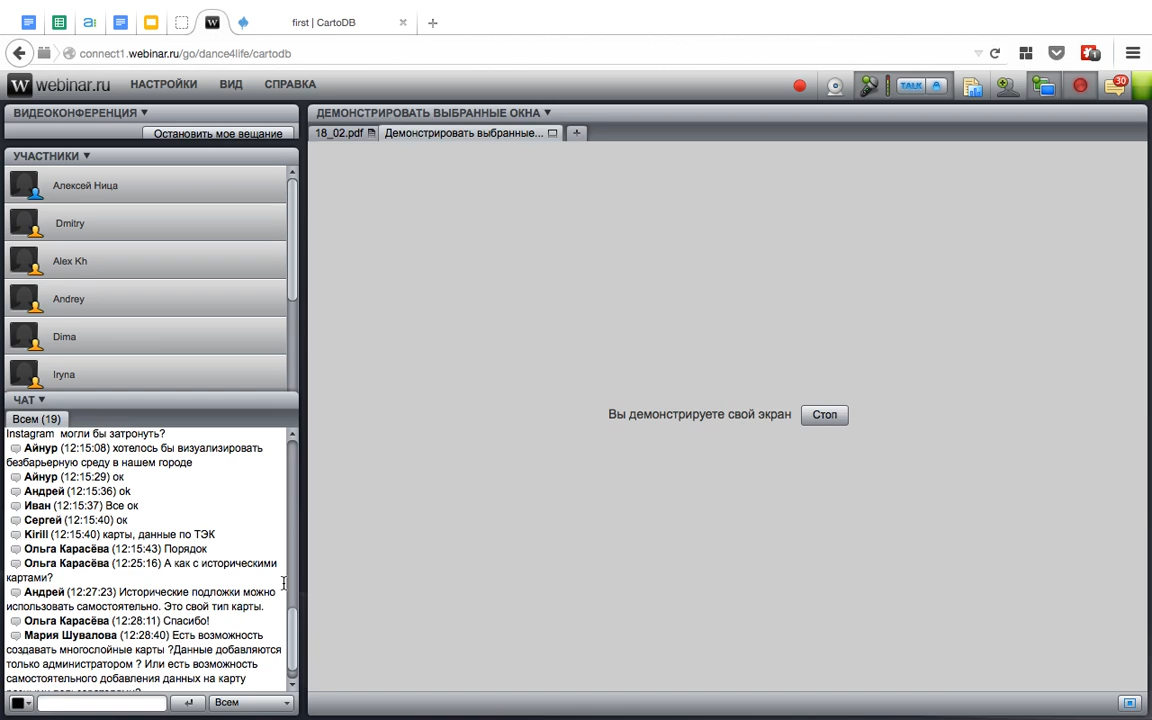 first | CartoDB
connect1.webinar.ru/go/dance4life/cartodb
1
W webinar.ru НАСТРОЙКИ ВИД СПРАВКА
TALK
30
ВИДЕОКОНФЕРЕНЦИЯ
Остановить мое вещание
УЧАСТНИКИ
Алексей Ница
Dmitry
Alex Kh
Andrey
Dima
Iryna
ЧАТ
Всем (19)
Instagram могли бы затронуть?
Айнур (12:15:08) хотелось бы визуализировать
безбарьерную среду в нашем городе
Айнур (12:15:29) ок
Андрей (12:15:36) ok
Иван (12:15:37) Все ок
Сергей (12:15:40) ок
Kirill (12:15:40) карты, данные по ТЭК
Ольга Карасёва (12:15:43) Порядок
Ольга Карасёва (12:25:16) А как с историческими
картами?
Андрей (12:27:23) Исторические подложки можно
использовать самостоятельно. Это свой тип карты.
Ольга Карасёва (12:28:11) Спасибо!
Мария Шувалова (12:28:40) Есть возможность
создавать многослойные карты ?Данные добавляются
только администратором ? Или есть возможность
самостоятельного добавления данных на карту
Всем
ДЕМОНСТРИРОВАТЬ ВЫБРАННЫЕ ОКНА
18_02.pdf Демонстрировать выбранные...
Вы демонстрируете свой экран Стоп